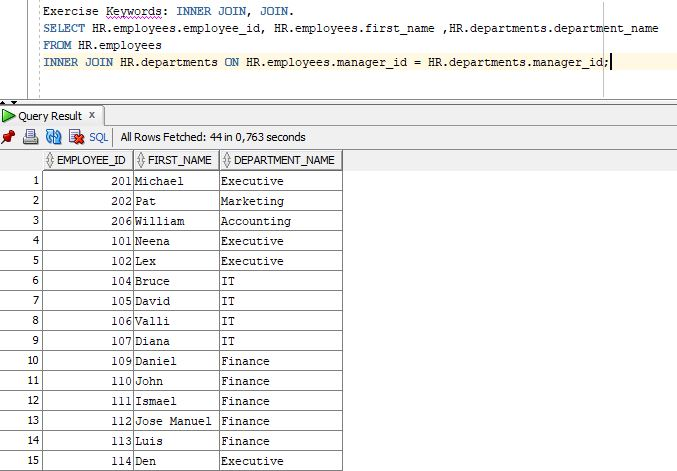 Exercise Keywords: INNER JOIN, JOIN.
SELECT HR.employees.employee_id, HR.employees.first_name ,HR.departments.department_name
FROM HR.employees
INNER JOIN HR.departments ON HR.employees.manager_id = HR.departments.manager_id;
Query Result x
SQL | All Rows Fetched: 44 in 0,763 seconds
EMPLOYEE_ID FIRST_NAME DEPARTMENT_NAME
1 201 Michael Executive
2 202 Pat Marketing
3 206 William Accounting
4 101 Neena Executive
5 102 Lex Executive
6 104 Bruce IT
7 105 David IT
8 106 Valli IT
9 107 Diana IT
10 109 Daniel Finance
11 110 John Finance
12 111 Ismael Finance
13 112 Jose Manuel Finance
14 113 Luis Finance
15 114 Den Executive